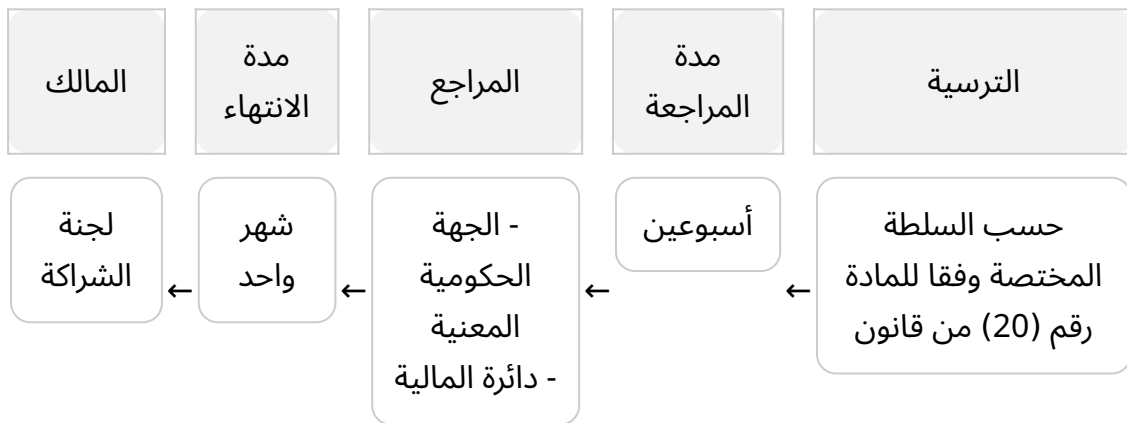 الترسية
مدة
المراجعة
المراجع
مدة
الانتهاء
المالك
حسب السلطة
المختصة وفقا للمادة
رقم (20) من قانون
←
أسبوعين
←
- الجهة
الحكومية
المعنية
- دائرة المالية
←
شهر
واحد
←
لجنة
الشراكة